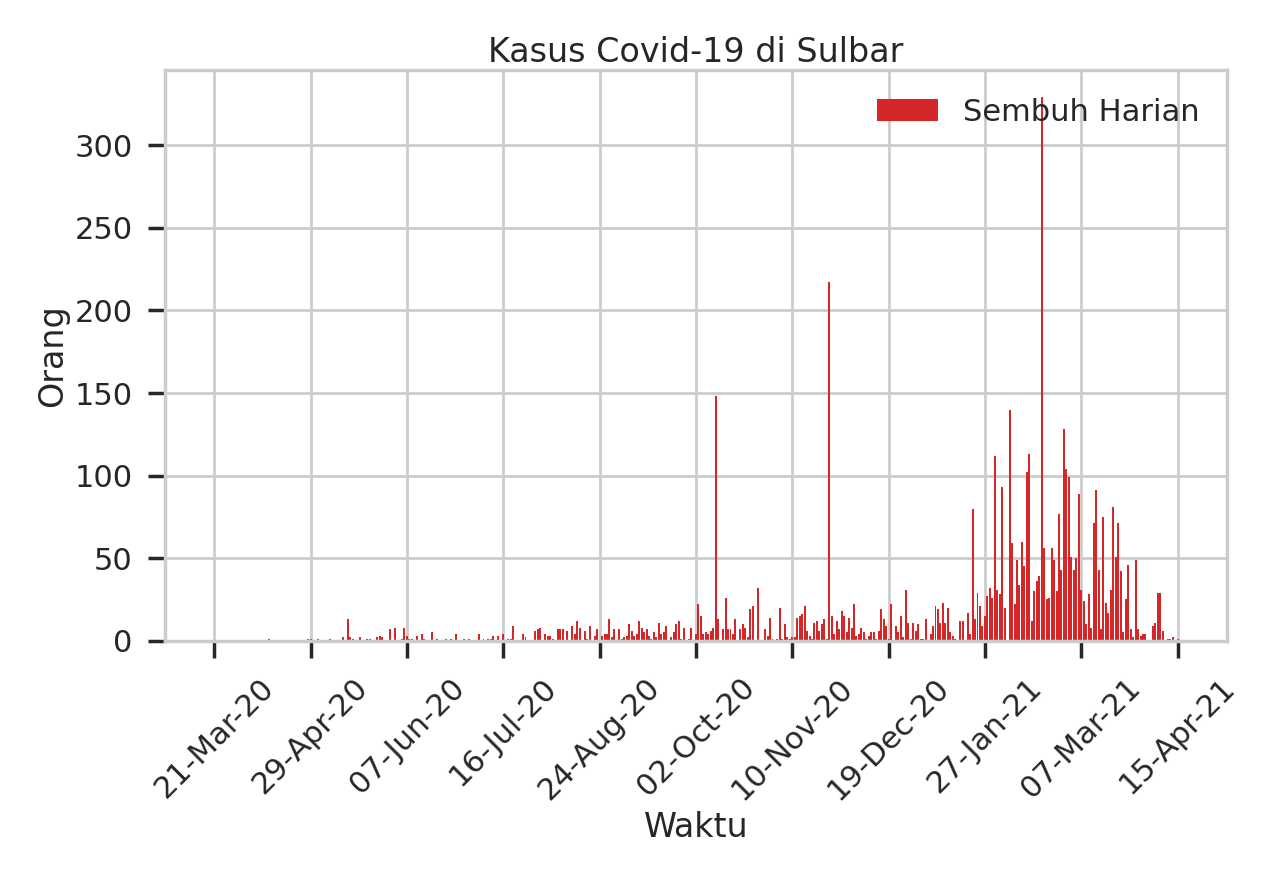 Kasus Covid-19 di Sulbar
Sembuh Harian
Orang
300
250
200
150
100
50
0
21-Mar-20
29-Apr-20
07-Jun-20
16-Jul-20
24-Aug-20
02-Oct-20
10-Nov-20
19-Dec-20
27-Jan-21
07-Mar-21
15-Apr-21
Waktu